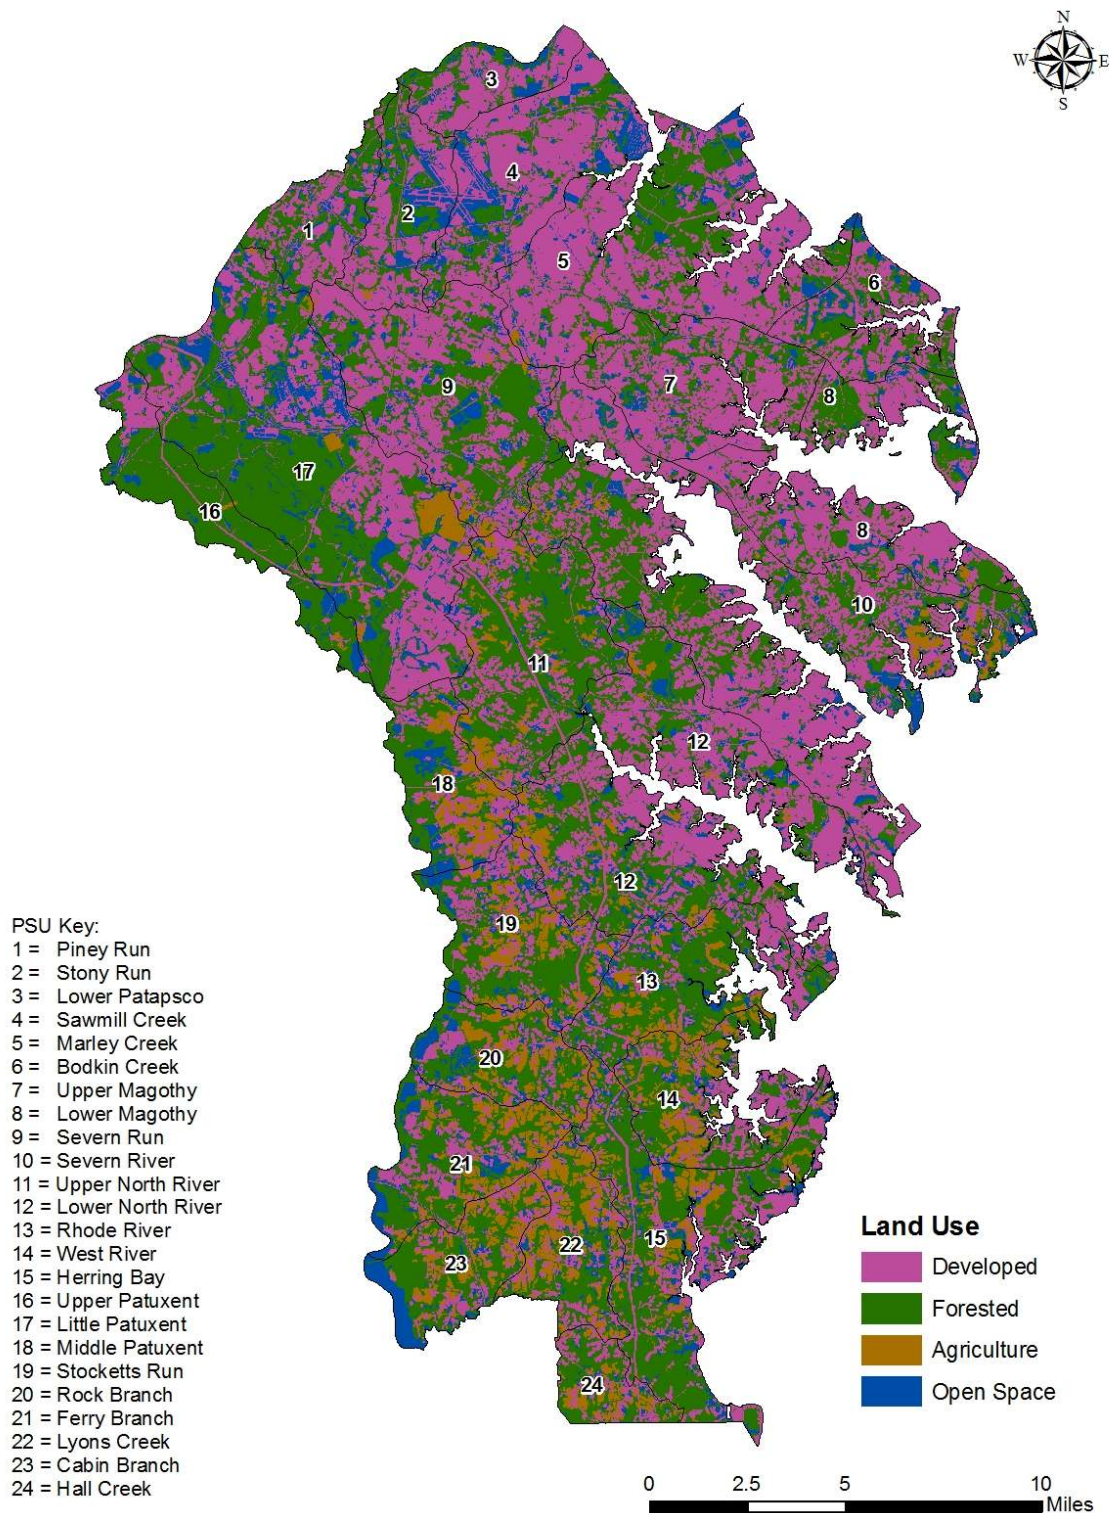 N
W E
S
3
4
2
1
5
6
9
7
8
17
16
8
10
11
12
18
12
19
13
20
14
21
15
22
23
24
PSU Key:
1 = Piney Run
2 = Stony Run
3 = Lower Patapsco
4 = Sawmill Creek
5 = Marley Creek
6 = Bodkin Creek
7 = Upper Magothy
8 = Lower Magothy
9 = Severn Run
10 = Severn River
11 = Upper North River
12 = Lower North River
13 = Rhode River
14 = West River
15 = Herring Bay
16 = Upper Patuxent
17 = Little Patuxent
18 = Middle Patuxent
19 = Stocketts Run
20 = Rock Branch
21 = Ferry Branch
22 = Lyons Creek
23 = Cabin Branch
24 = Hall Creek
Land Use
Developed
Forested
Agriculture
Open Space
0 2.5 5 10
Miles